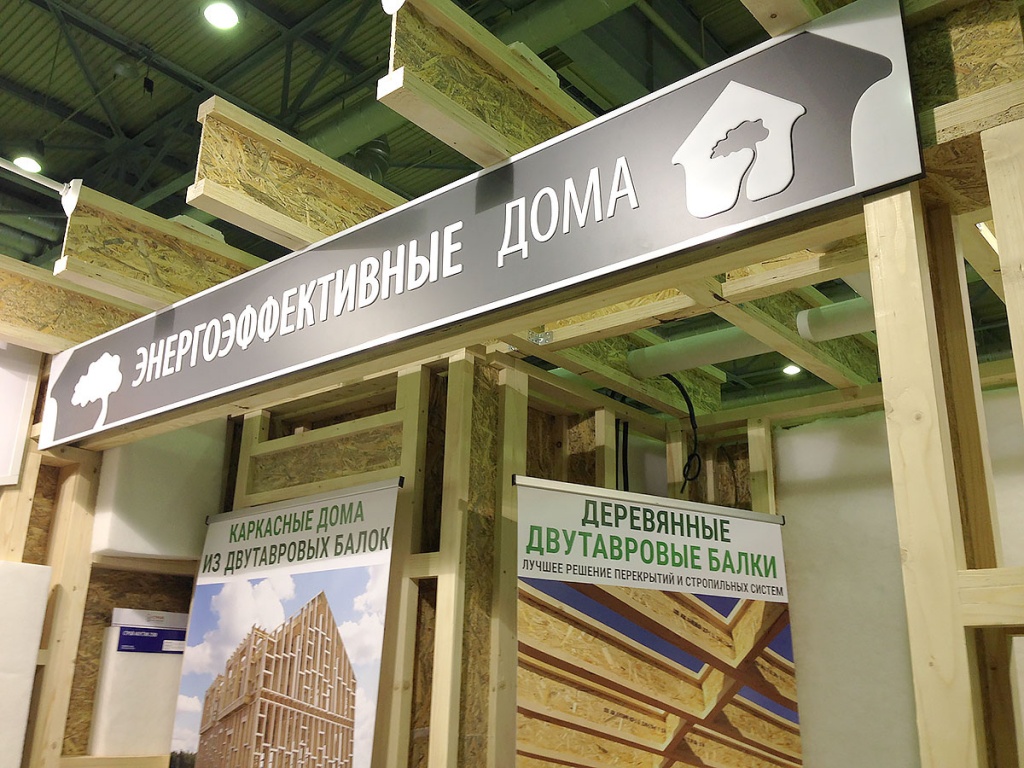 ЭНЕРГОЭФФЕКТИВНЫЕ ДОМА
КАРКАСНЫЕ ДОМА
ИЗ ДВУТАВРОВЫХ БАЛОК
ДЕРЕВЯННЫЕ
ДВУТАВРОВЫЕ БАЛКИ
ЛУЧШЕЕ РЕШЕНИЕ ПЕРЕКРЫТИЙ И СТРОПИЛЬНЫХ СИСТЕМ